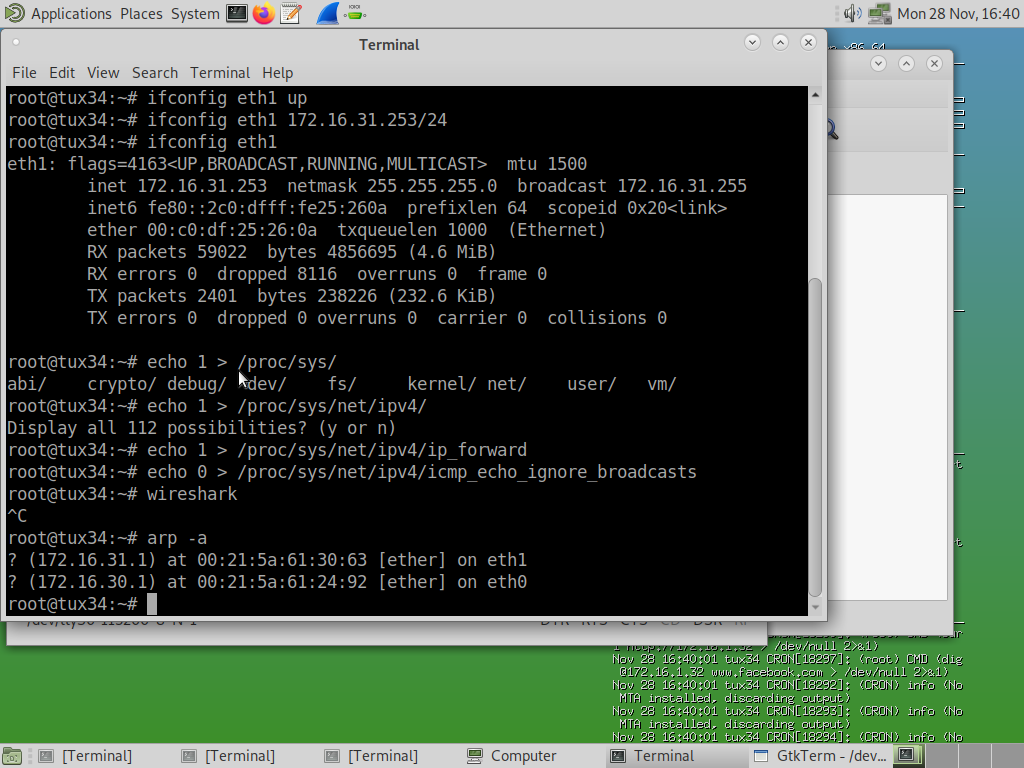 Applications Places System Mon 28 Nov, 16:40
Terminal
File Edit View Search Terminal Help
root@tux34:~# ifconfig eth1 up
root@tux34:~# ifconfig eth1 172.16.31.253/24
root@tux34:~# ifconfig eth1
eth1: flags=4163<UP,BROADCAST,RUNNING,MULTICAST>  mtu 1500
        inet 172.16.31.253  netmask 255.255.255.0  broadcast 172.16.31.255
        inet6 fe80::2c0:dfff:fe25:260a  prefixlen 64  scopeid 0x20<link>
        ether 00:c0:df:25:26:0a  txqueuelen 1000  (Ethernet)
        RX packets 59022  bytes 4856695 (4.6 MiB)
        RX errors 0  dropped 8116  overruns 0  frame 0
        TX packets 2401  bytes 238226 (232.6 KiB)
        TX errors 0  dropped 0 overruns 0  carrier 0  collisions 0
root@tux34:~# echo 1 > /proc/sys/
abi/    crypto/ debug/  dev/    fs/     kernel/ net/    user/   vm/
root@tux34:~# echo 1 > /proc/sys/net/ipv4/
Display all 112 possibilities? (y or n)
root@tux34:~# echo 1 > /proc/sys/net/ipv4/ip_forward
root@tux34:~# echo 0 > /proc/sys/net/ipv4/icmp_echo_ignore_broadcasts
root@tux34:~# wireshark
^C
root@tux34:~# arp -a
? (172.16.31.1) at 00:21:5a:61:30:63 [ether] on eth1
? (172.16.30.1) at 00:21:5a:61:24:92 [ether] on eth0
root@tux34:~#
> /dev/null 2>&1)
Nov 28 16:40:01 tux34 CRON[18297]: (root) CMD (dig
@172.16.1.32 www.facebook.com > /dev/null 2>&1)
Nov 28 16:40:01 tux34 CRON[18292]: (CRON) info (No
MTA installed, discarding output)
Nov 28 16:40:01 tux34 CRON[18293]: (CRON) info (No
MTA installed, discarding output)
Nov 28 16:40:01 tux34 CRON[18294]: (CRON) info (No
[Terminal] [Terminal] [Terminal] Computer Terminal GtkTerm - /dev...